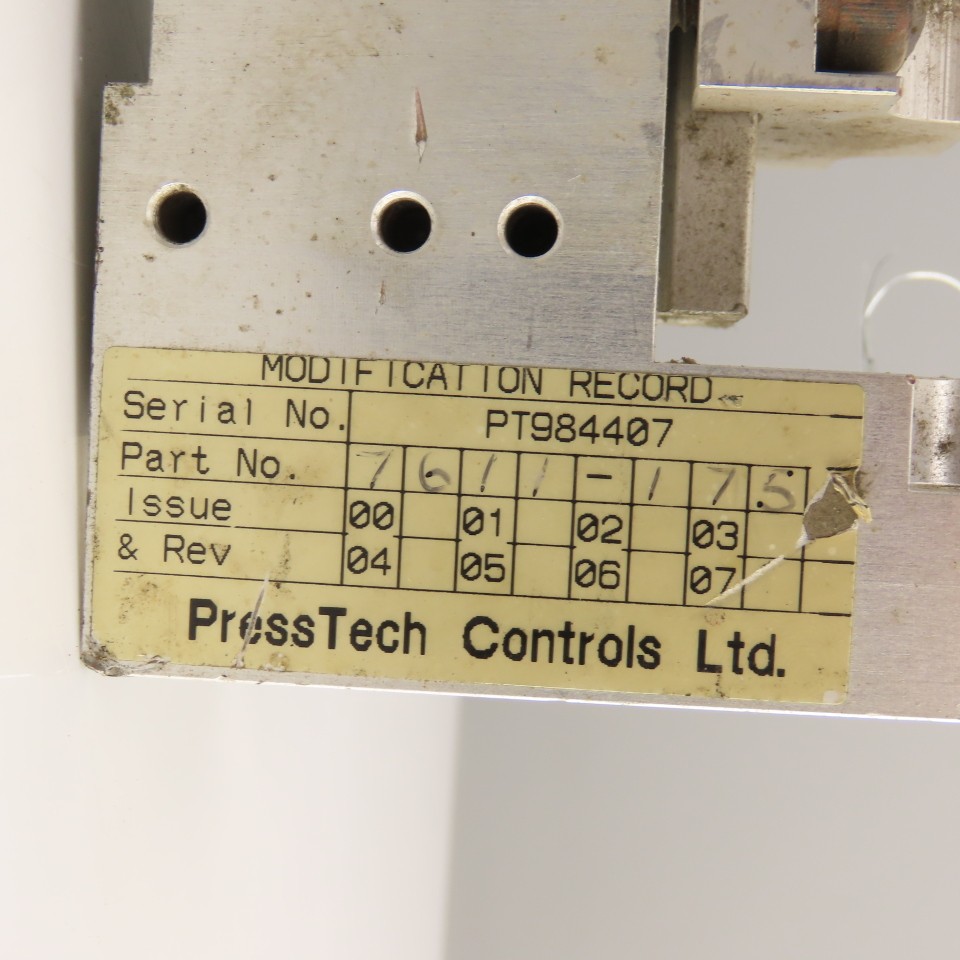 MODIFICATION RECORD
Serial No. PT984407
Part No. 7611-175
Issue 00 01 02 03
& Rev 04 05 06 07
PressTech Controls Ltd.